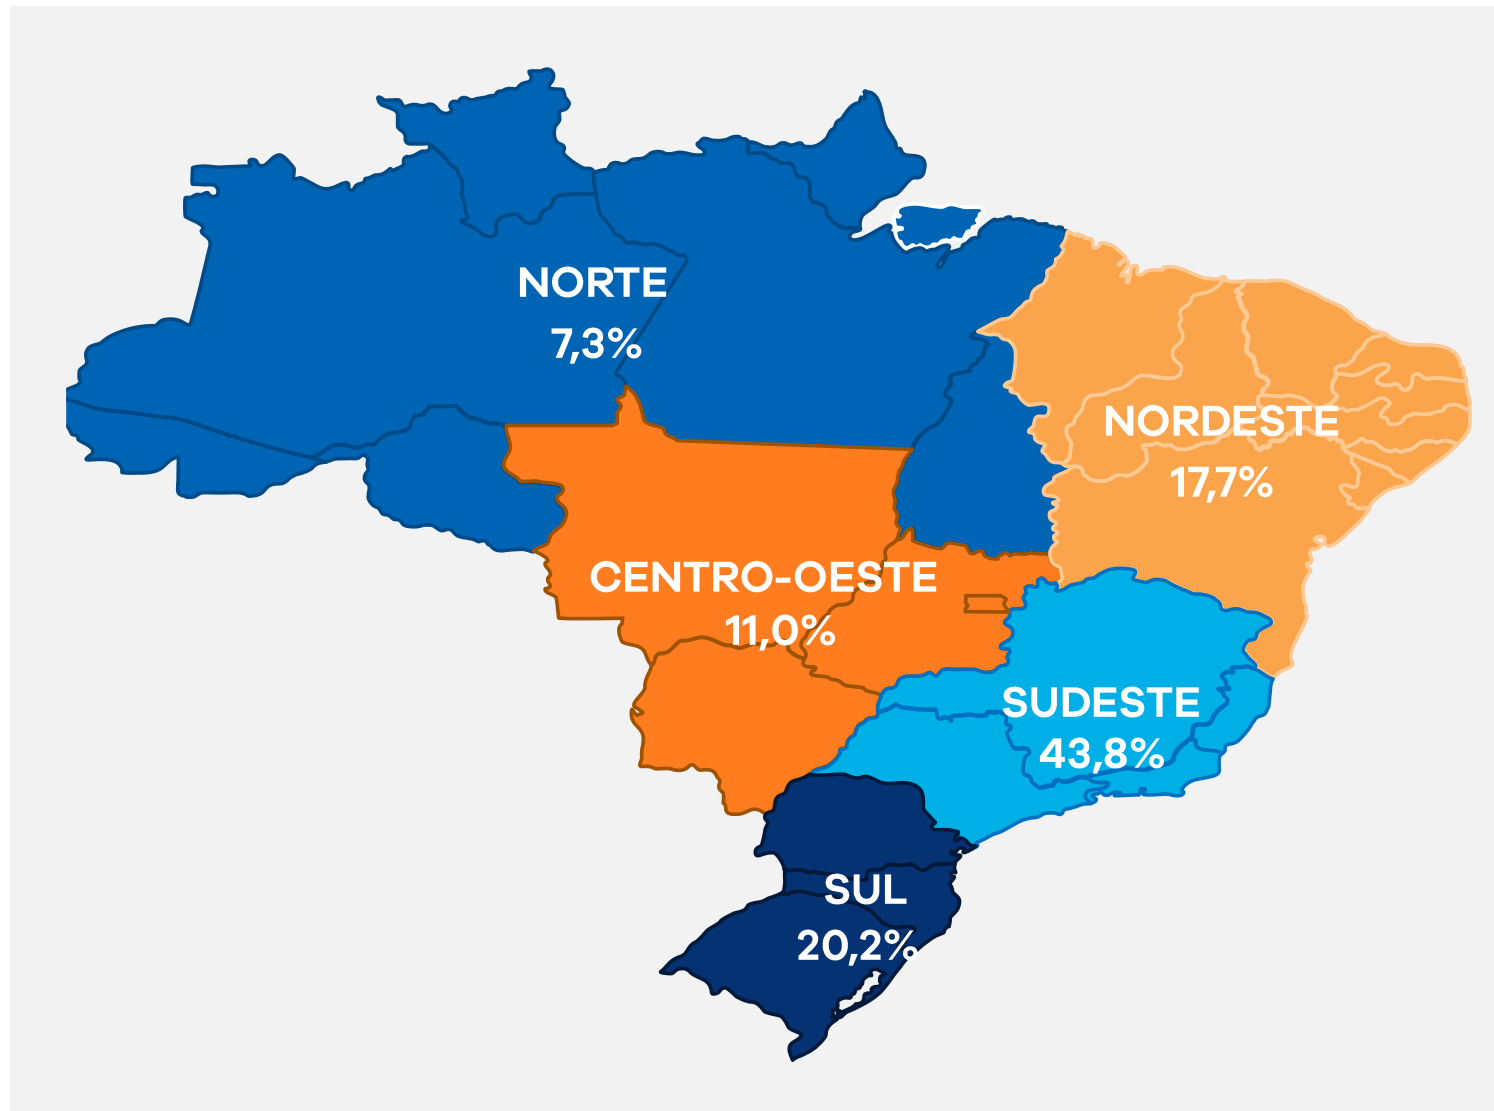 NORTE
7,3%
NORDESTE
17,7%
CENTRO-OESTE
11,0%
SUDESTE
43,8%
SUL
20,2%